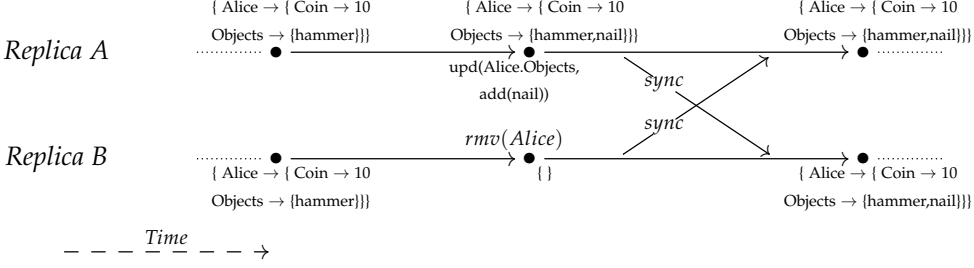 { Alice → { Coin → 10
Objects → {hammer}}}
{ Alice → { Coin → 10
Objects → {hammer,nail}}}
{ Alice → { Coin → 10
Objects → {hammer,nail}}}
Replica A
upd(Alice.Objects,
add(nail))
sync
sync
rmv(Alice)
Replica B
{ Alice → { Coin → 10
Objects → {hammer}}}
{ }
{ Alice → { Coin → 10
Objects → {hammer,nail}}}
Time